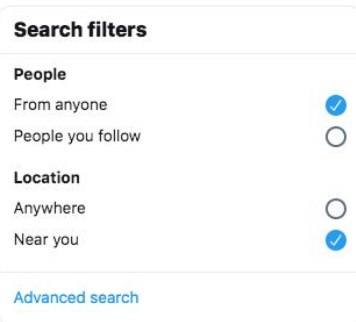 Search filters
People
From anyone
People you follow
Location
Anywhere
Near you
Advanced search